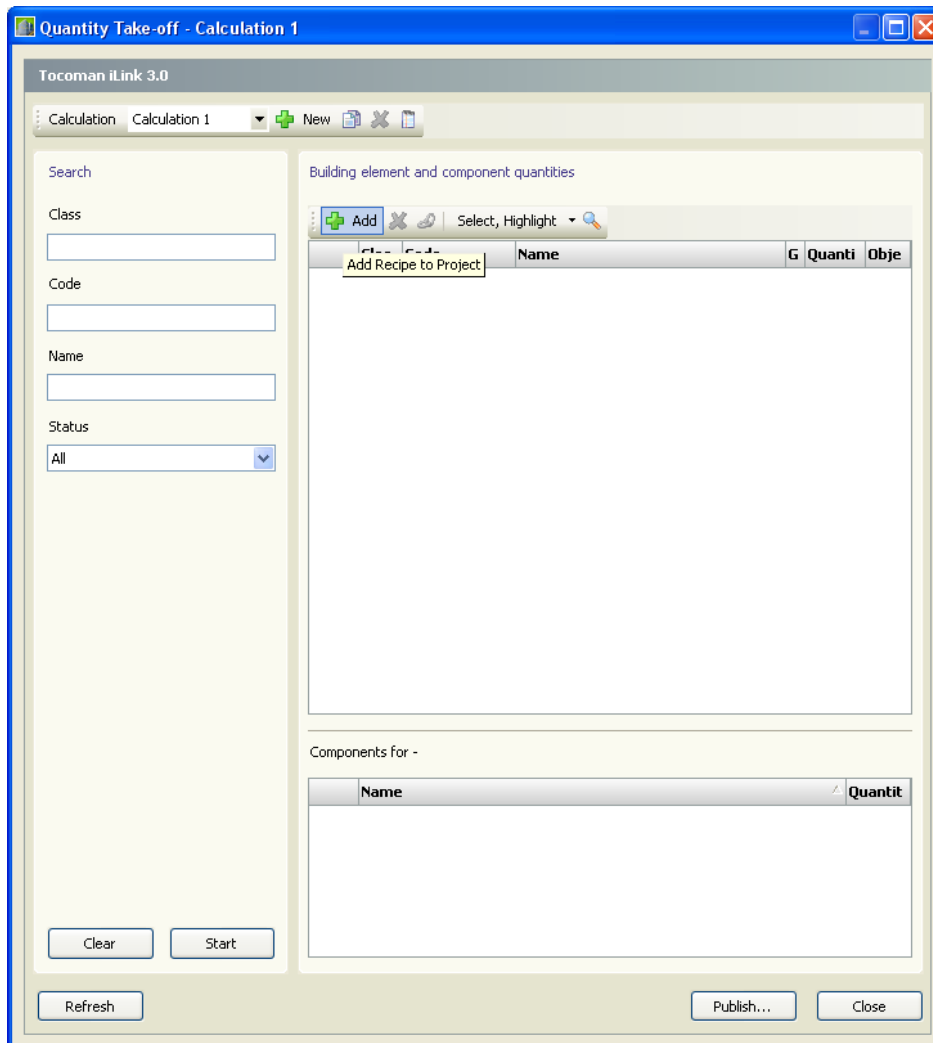 Quantity Take-off - Calculation 1
Tocoman iLink 3.0
Calculation Calculation 1 New
Search
Building element and component quantities
Class
Add Select, Highlight
Name G Quanti Obje
Add Recipe to Project
Code
Name
Status
All
Components for -
Name Quantit
Clear Start
Refresh Publish... Close